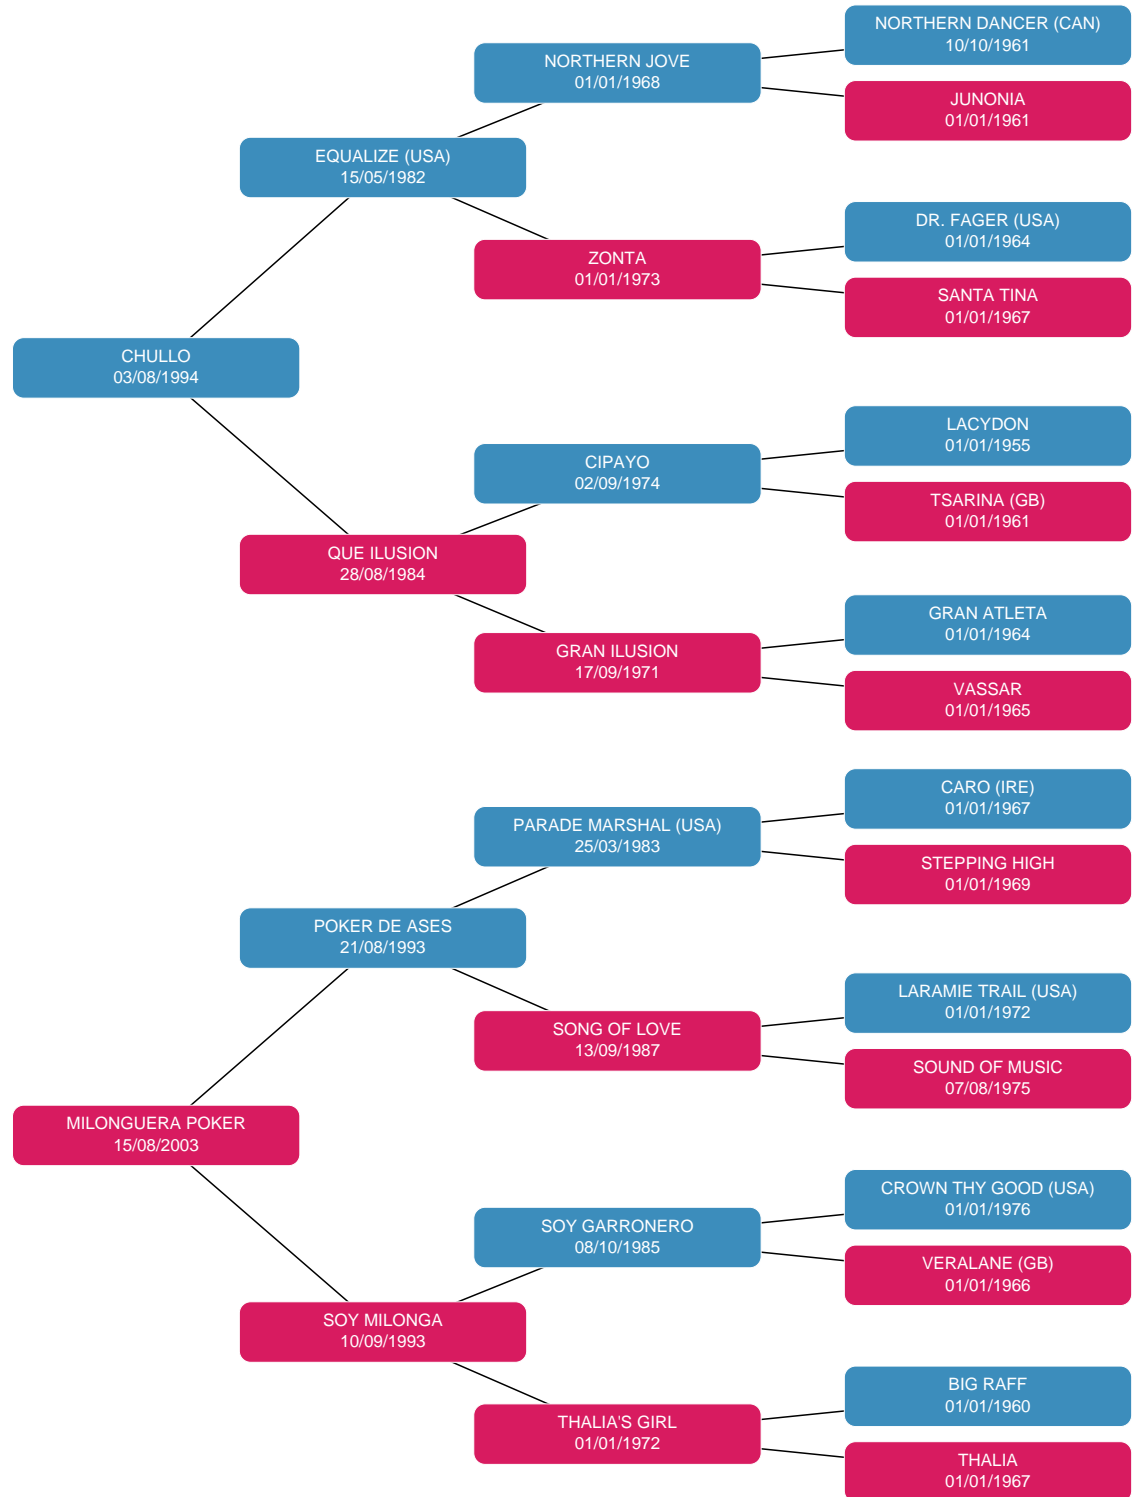 NORTHERN DANCER (CAN)
10/10/1961
NORTHERN JOVE
01/01/1968
JUNONIA
01/01/1961
EQUALIZE (USA)
15/05/1982
DR. FAGER (USA)
01/01/1964
ZONTA
01/01/1973
SANTA TINA
01/01/1967
CHULLO
03/08/1994
LACYDON
01/01/1955
CIPAYO
02/09/1974
TSARINA (GB)
01/01/1961
QUE ILUSION
28/08/1984
GRAN ATLETA
01/01/1964
GRAN ILUSION
17/09/1971
VASSAR
01/01/1965
CARO (IRE)
01/01/1967
PARADE MARSHAL (USA)
25/03/1983
STEPPING HIGH
01/01/1969
POKER DE ASES
21/08/1993
LARAMIE TRAIL (USA)
01/01/1972
SONG OF LOVE
13/09/1987
SOUND OF MUSIC
07/08/1975
MILONGUERA POKER
15/08/2003
CROWN THY GOOD (USA)
01/01/1976
SOY GARRONERO
08/10/1985
VERALANE (GB)
01/01/1966
SOY MILONGA
10/09/1993
BIG RAFF
01/01/1960
THALIA'S GIRL
01/01/1972
THALIA
01/01/1967